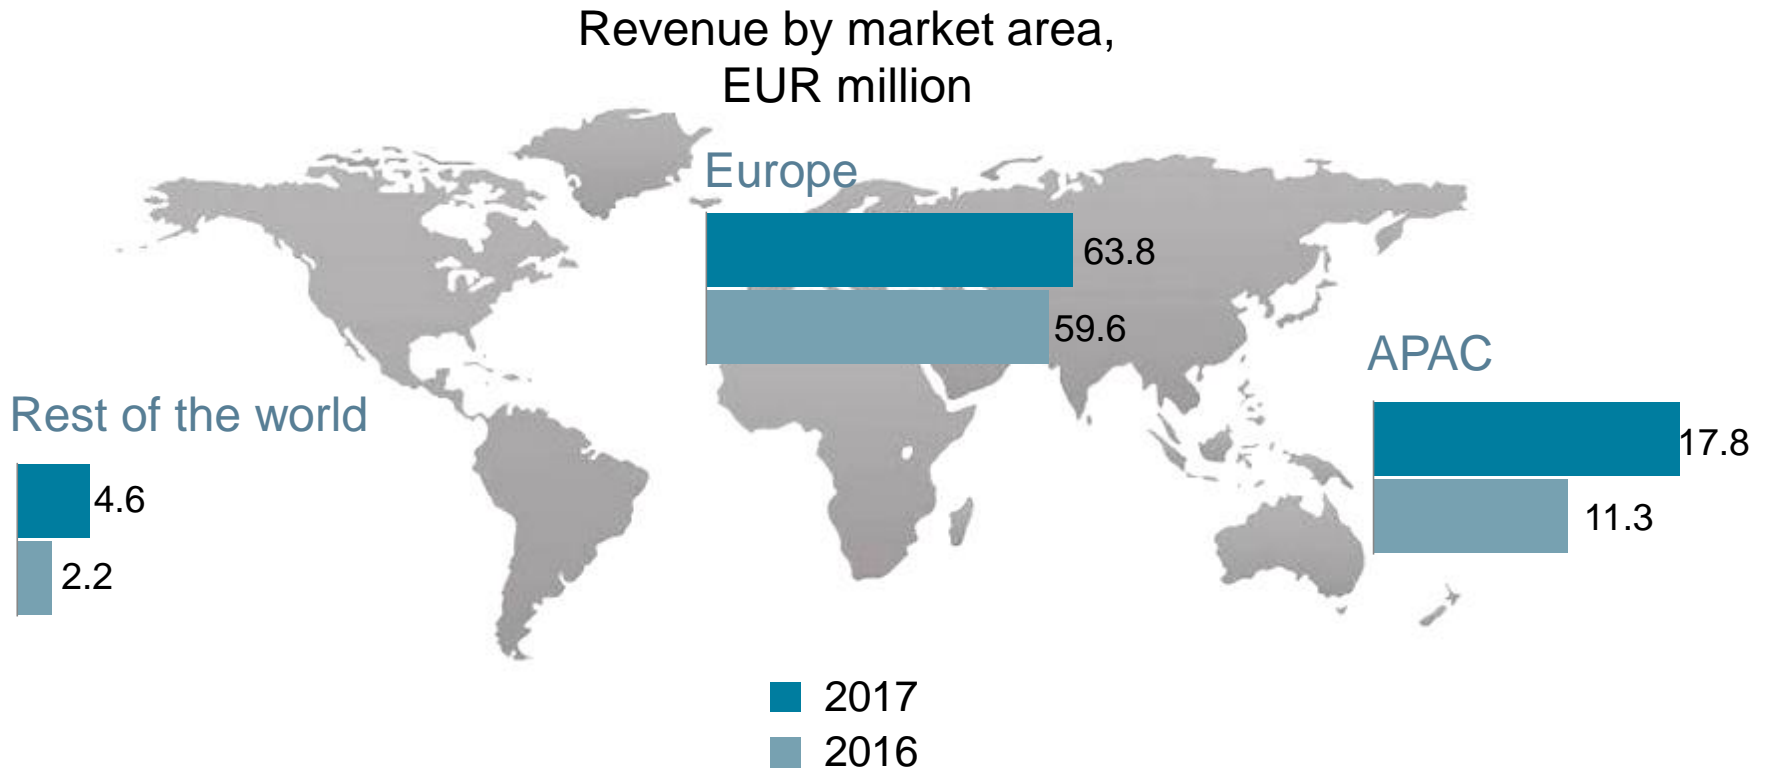 Revenue by market area,
EUR million
Europe
63.8
59.6
APAC
17.8
11.3
Rest of the world
4.6
2.2
2017
2016